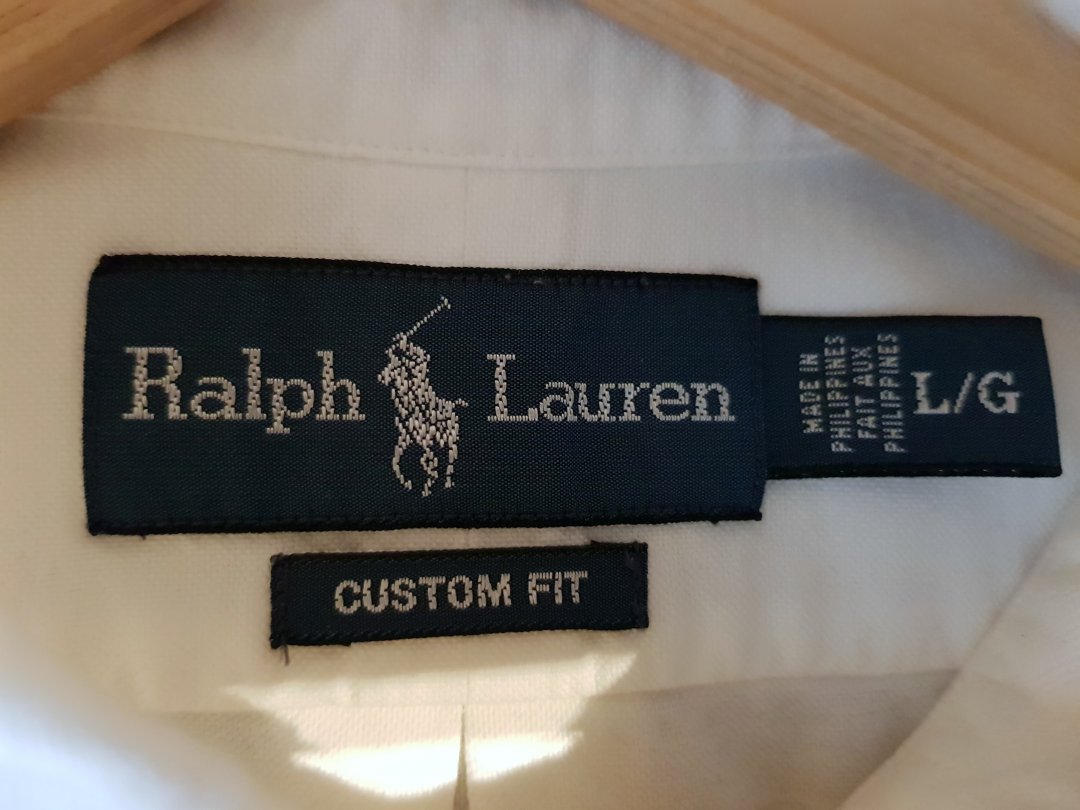 Ralph Lauren
MADE IN
PHILIPPINES
FAIT AUX
PHILIPPINES
L/G
CUSTOM FIT